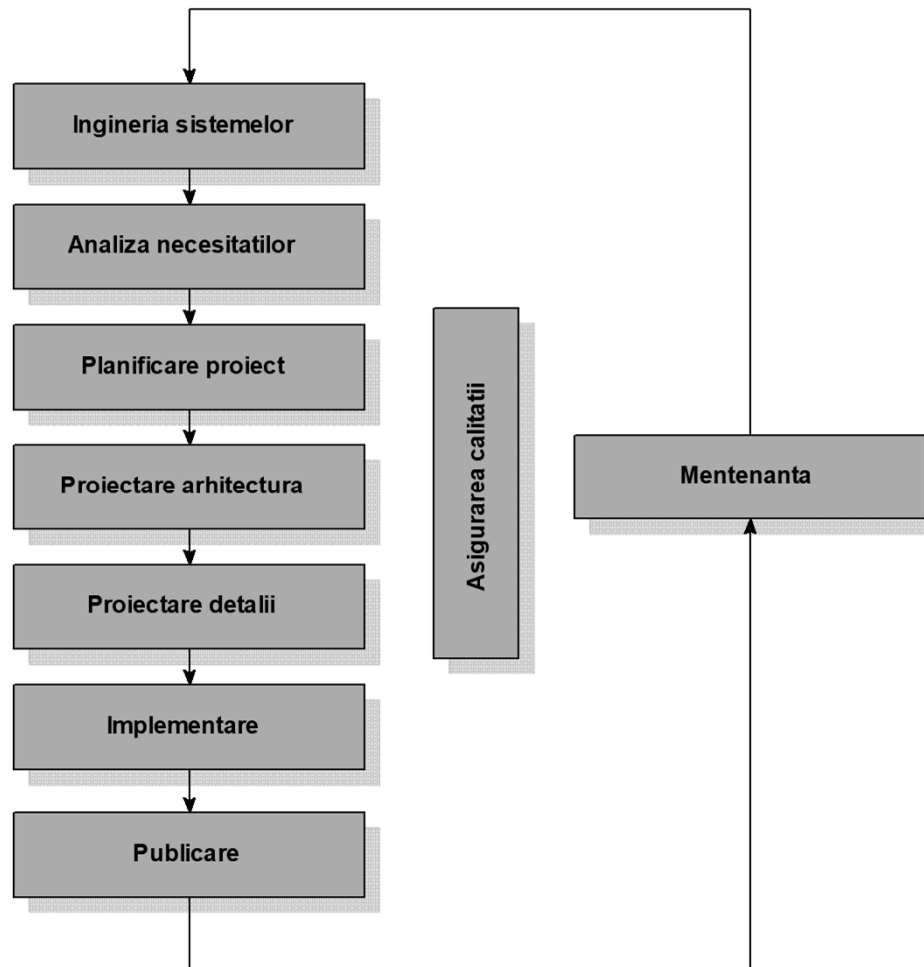 Ingineria sistemelor
Analiza necesitatilor
Planificare proiect
Proiectare arhitectura
Proiectare detalii
Implementare
Publicare
Asigurarea calitatii
Mentenanta